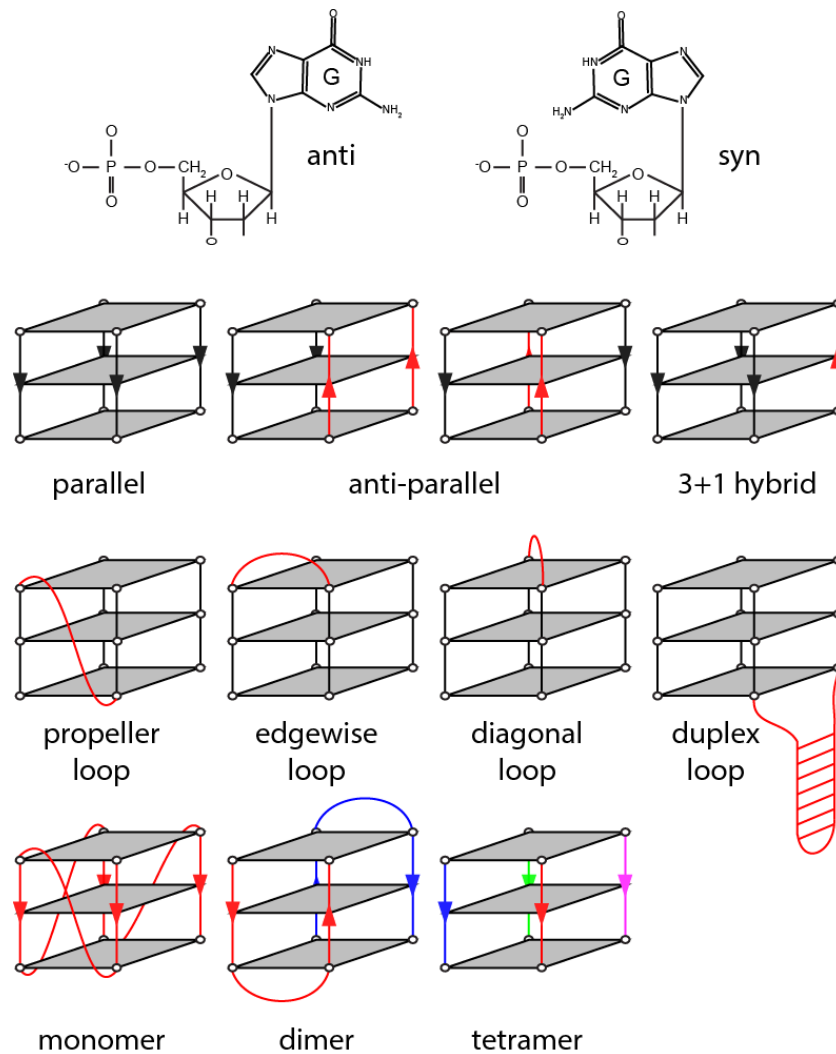 O
N
NH
G
N
N
NH₂
anti
O
⁻O
P
O
CH₂
O
O
H
H
H
H
O
O
HN
N
G
H₂N
N
N
syn
O
⁻O
P
O
CH₂
O
O
H
H
H
H
O
parallel
anti-parallel
3+1 hybrid
propeller
loop
edgewise
loop
diagonal
loop
duplex
loop
monomer
dimer
tetramer